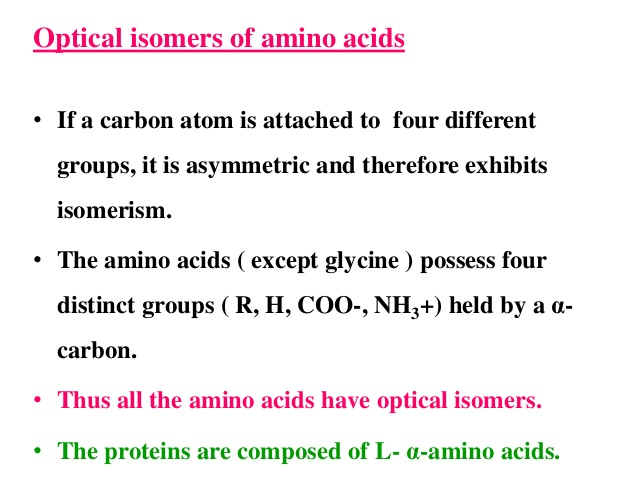 Optical isomers of amino acids
• If a carbon atom is attached to four different
groups, it is asymmetric and therefore exhibits
isomerism.
• The amino acids ( except glycine ) possess four
distinct groups ( R, H, COO-, NH₃+) held by a α-
carbon.
• Thus all the amino acids have optical isomers.
• The proteins are composed of L- α-amino acids.